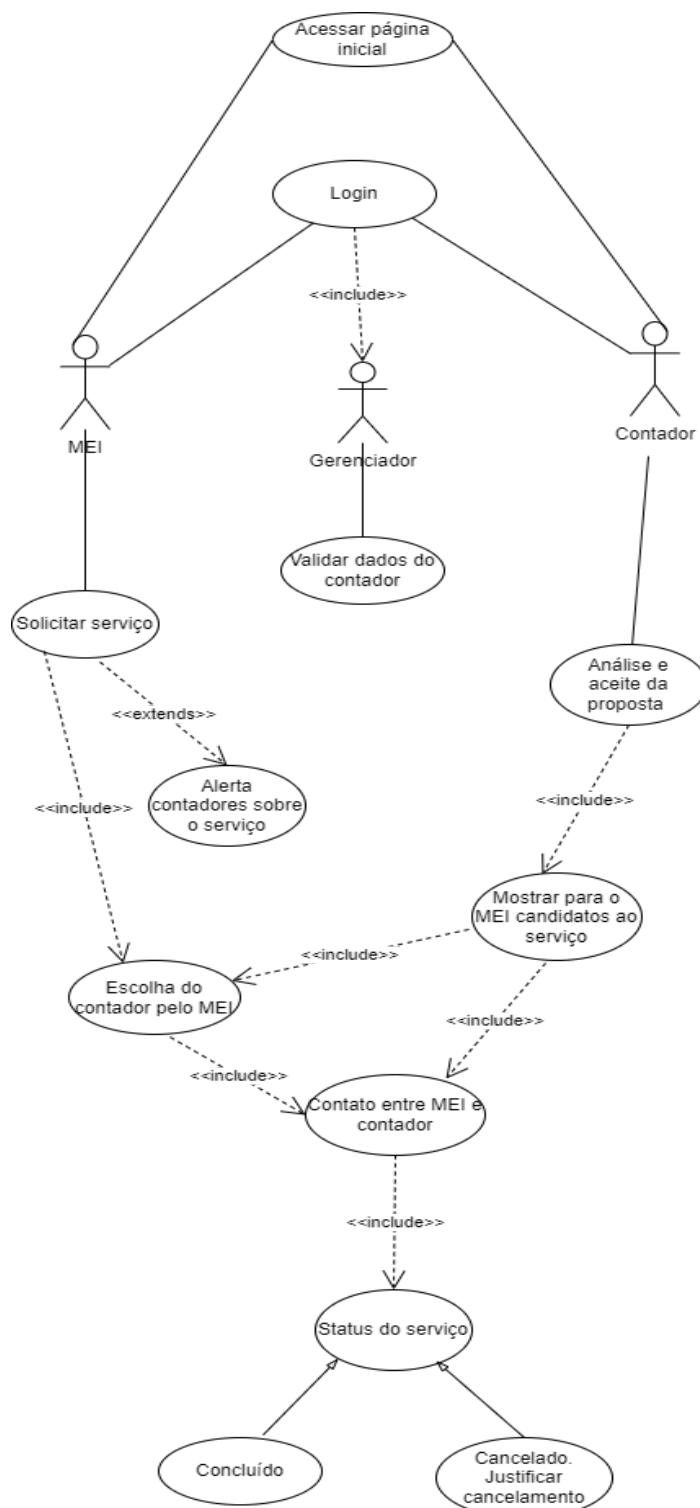 Acessar página
inicial
Login
<<include>>
MEI
Gerenciador
Contador
Validar dados do
contador
Solicitar serviço
Análise e
aceite da
proposta
<<extends>>
Alerta
contadores sobre
o serviço
<<include>>
<<include>>
Mostrar para o
MEI candidatos ao
serviço
<<include>>
Escolha do
contador pelo MEI
<<include>>
<<include>>
Contato entre MEI e
contador
<<include>>
Status do serviço
Concluído
Cancelado.
Justificar
cancelamento